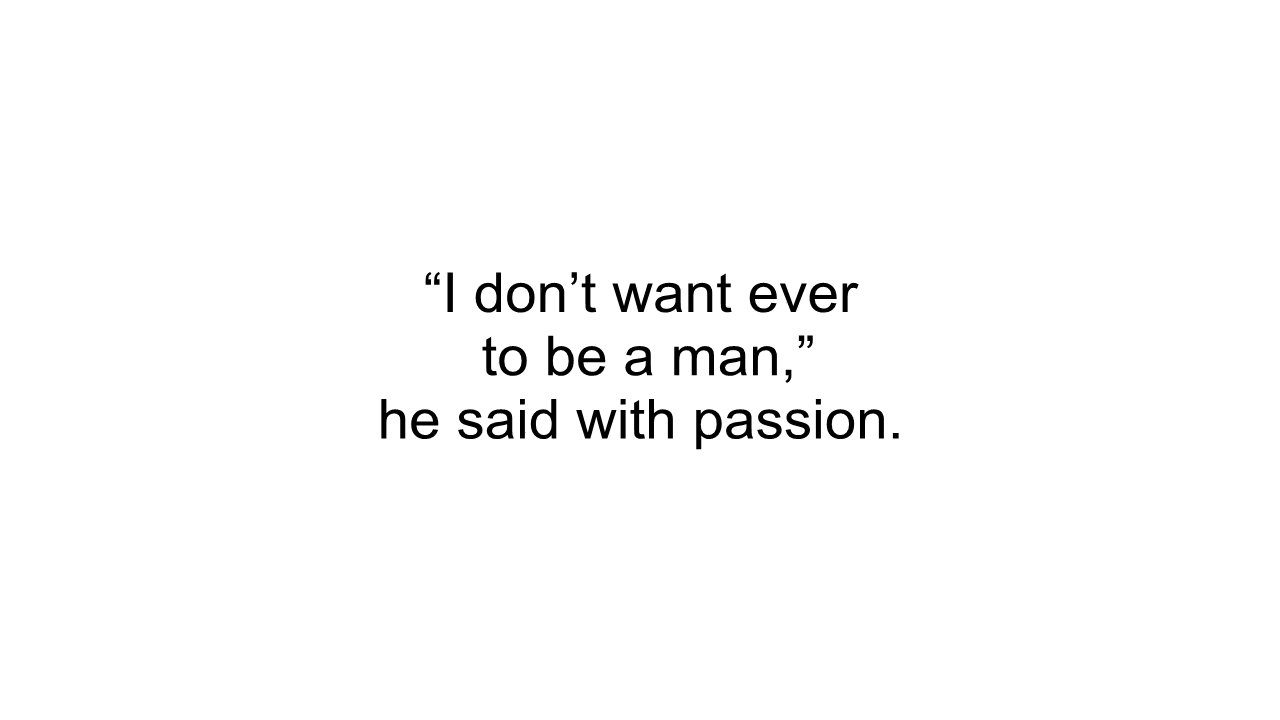 “I don’t want ever
to be a man,”
he said with passion.